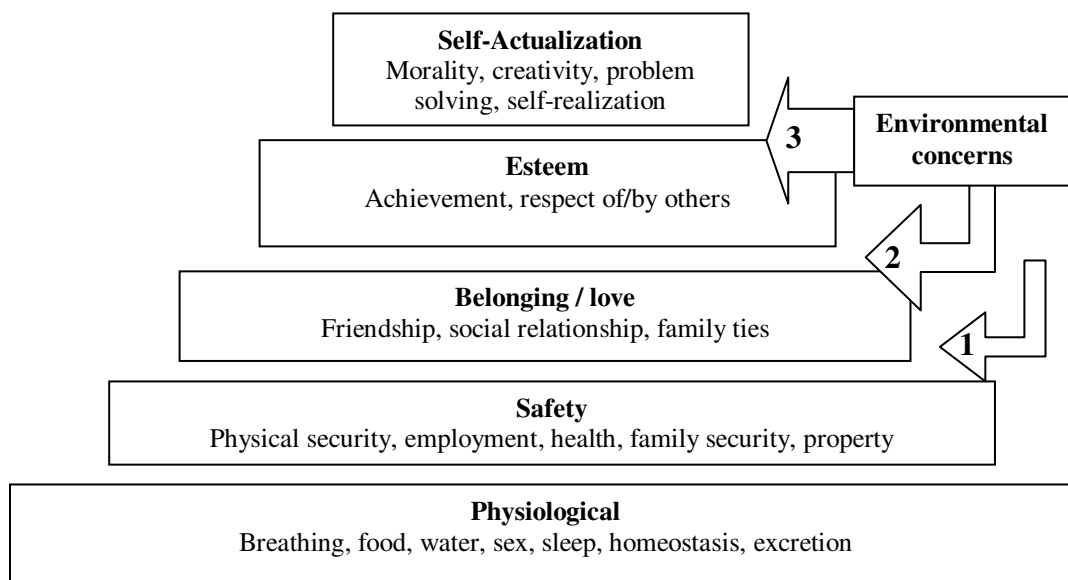 Self-Actualization
Morality, creativity, problem
solving, self-realization
Environmental
concerns
3
Esteem
Achievement, respect of/by others
2
Belonging / love
Friendship, social relationship, family ties
1
Safety
Physical security, employment, health, family security, property
Physiological
Breathing, food, water, sex, sleep, homeostasis, excretion